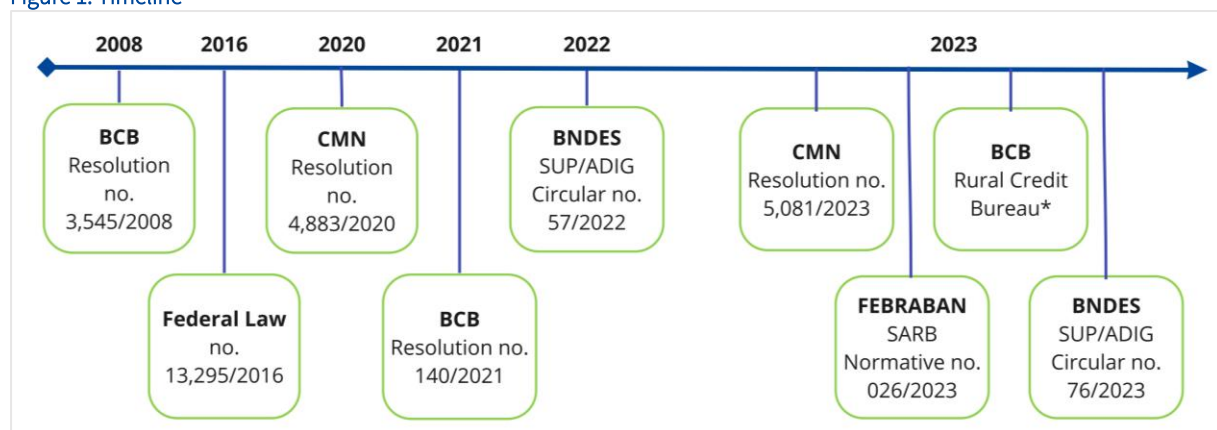 Figure 1: Timeline
2008
2016
2020
2021
2022
2023
BCB
Resolution
no.
3,545/2008
Federal Law
no.
13,295/2016
CMN
Resolution
no.
4,883/2020
BCB
Resolution no.
140/2021
BNDES
SUP/ADIG
Circular no.
57/2022
CMN
Resolution no.
5,081/2023
FEBRABAN
SARB
Normative no.
026/2023
BCB
Rural Credit
Bureau*
BNDES
SUP/ADIG
Circular no.
76/2023